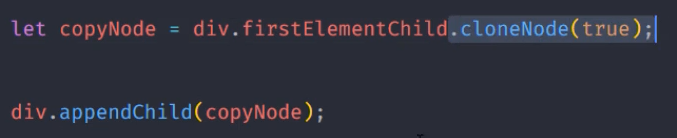 let copyNode = div.firstElementChild.cloneNode(true);
div.appendChild(copyNode);